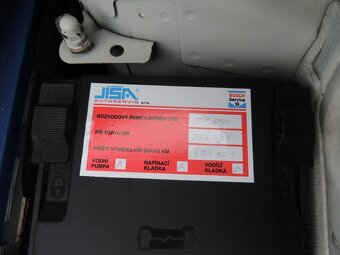 JISA
AUTOSERVIS s.r.o.
BOSCH
Service
ROZVODOVÝ ŘEMEN MĚNĚN DNE
PŘI STAVU KM
PŘÍŠTÍ VÝMĚNA PŘI STAVU KM
VODNÍ PUMPA
NAPÍNACÍ KLADKA
VODÍCÍ KLADKA